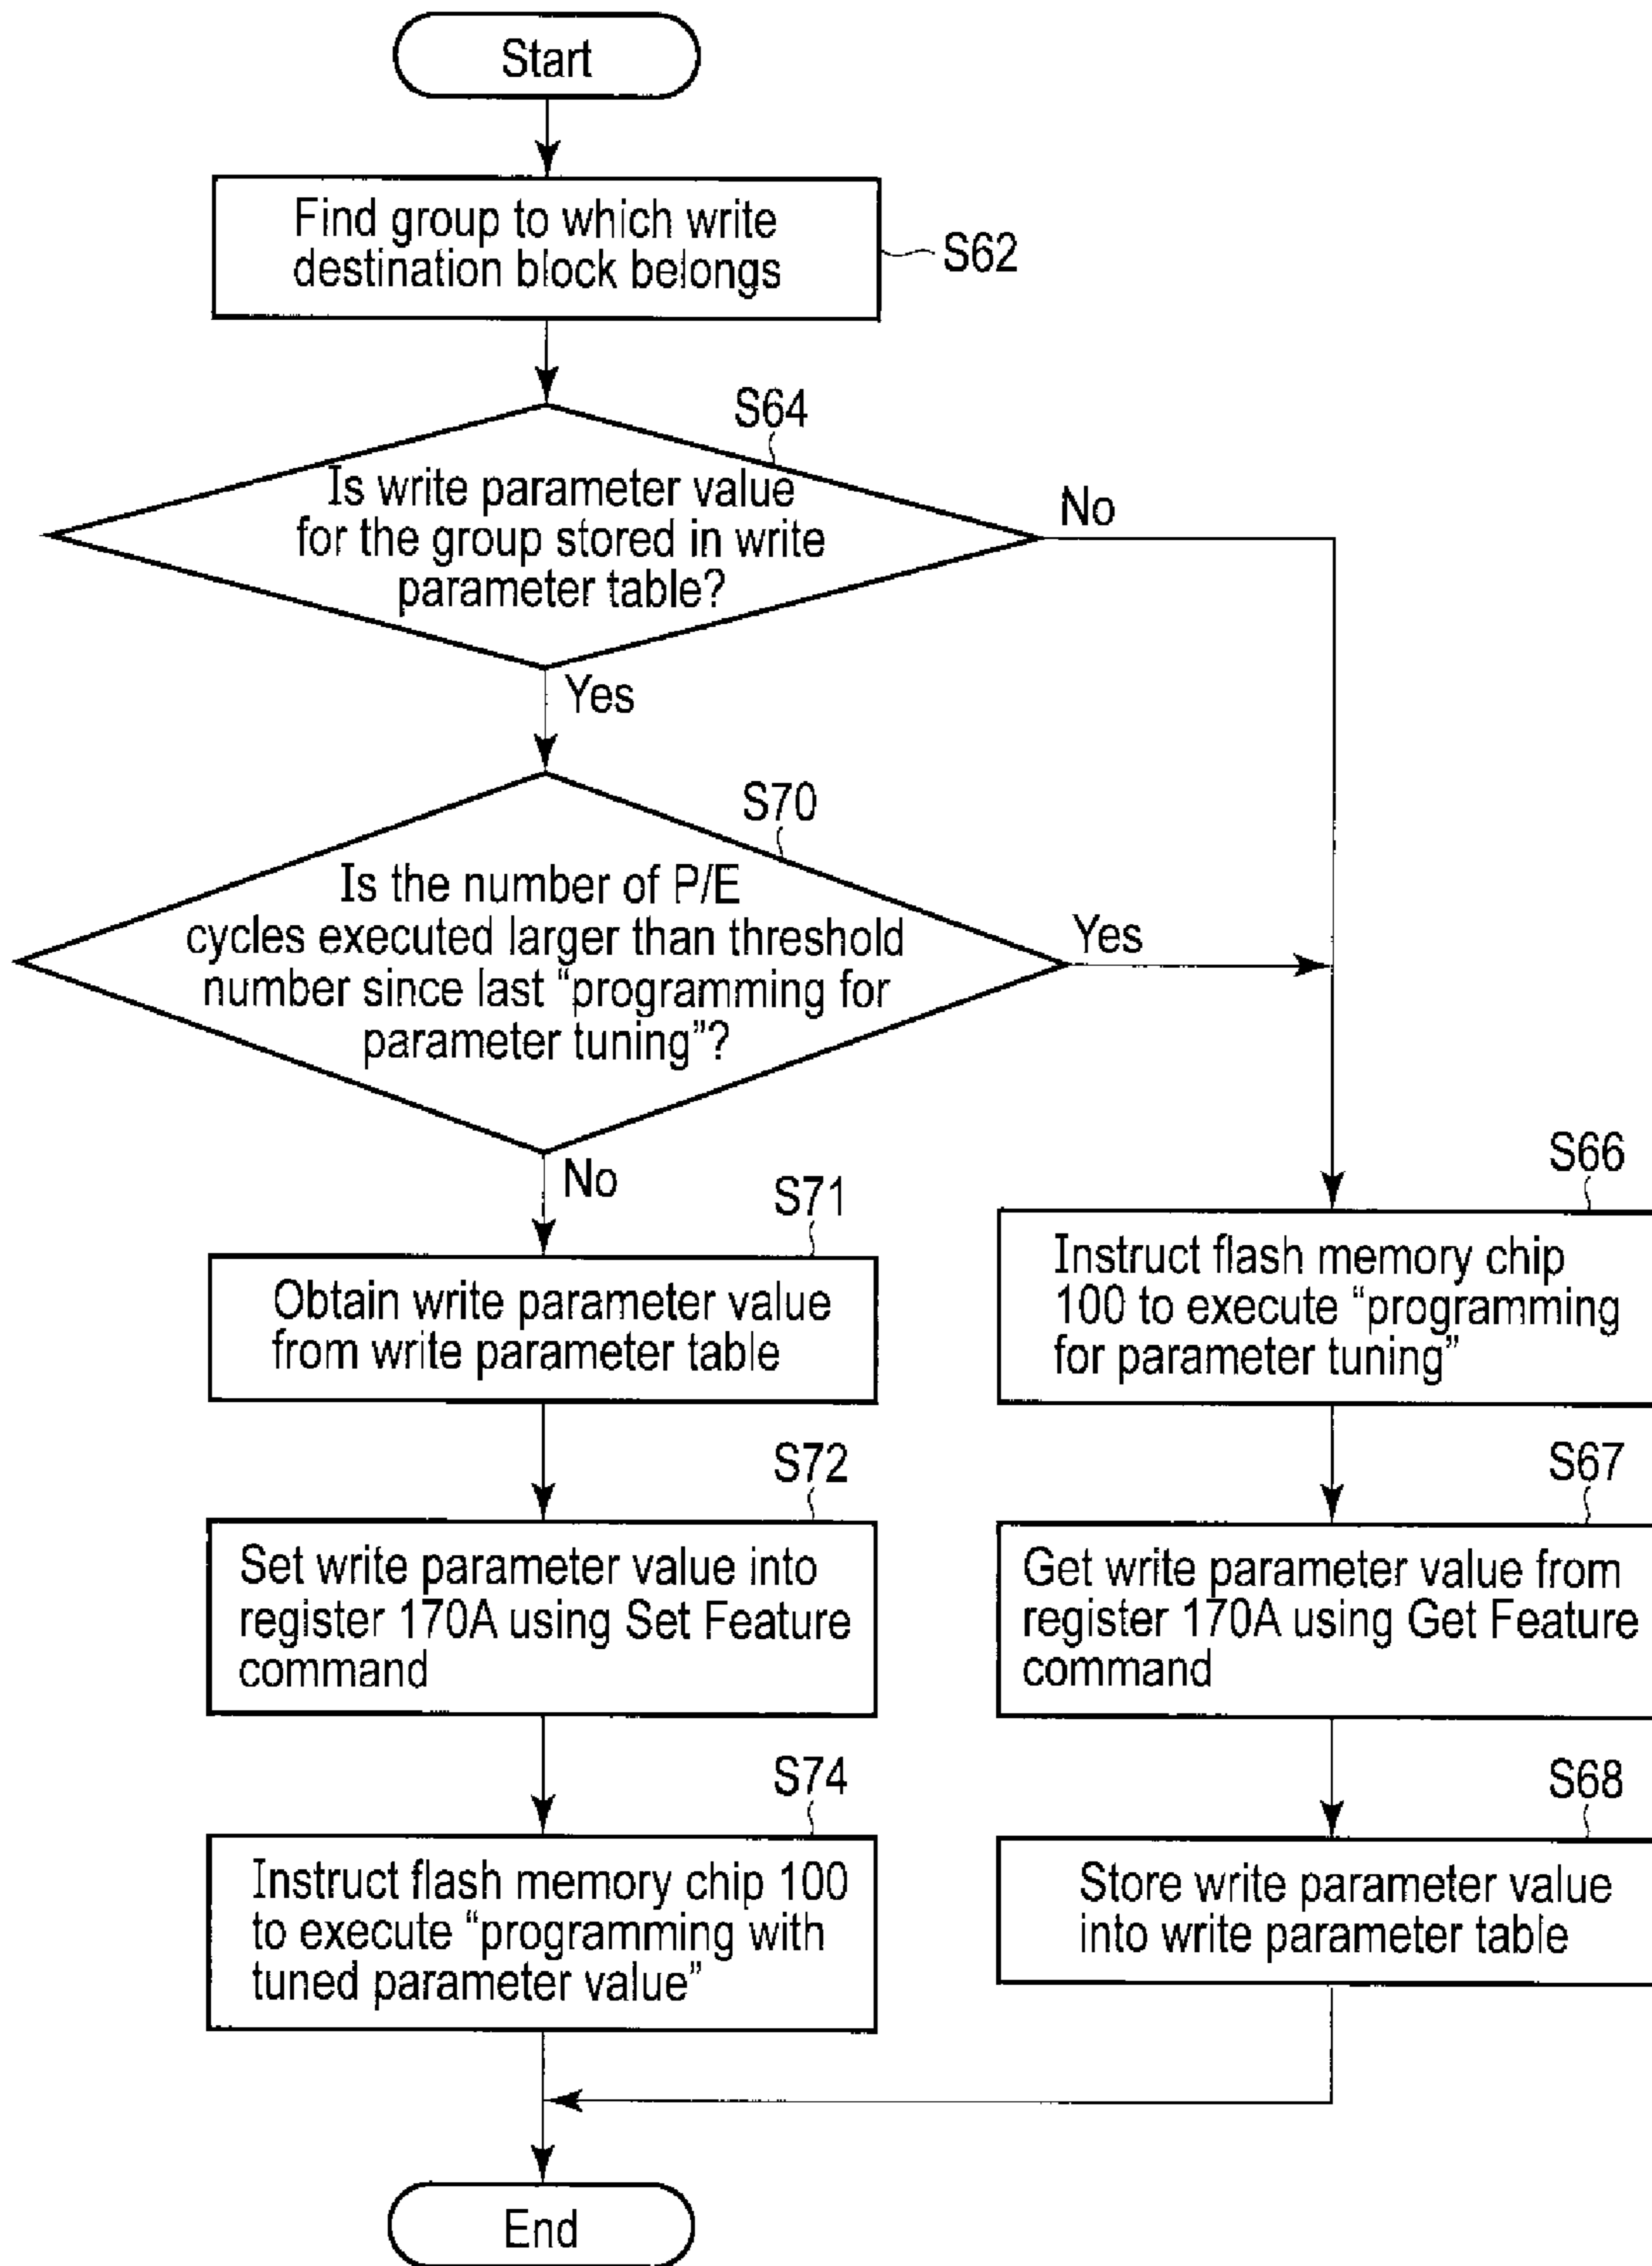 Start
Find group to which write
destination block belongs
S62
S64
Is write parameter value
for the group stored in write
parameter table?
No
Yes
S70
Is the number of P/E
cycles executed larger than threshold
number since last “programming for
parameter tuning”?
Yes
No
S71
Obtain write parameter value
from write parameter table
S72
Set write parameter value into
register 170A using Set Feature
command
S74
Instruct flash memory chip 100
to execute “programming with
tuned parameter value”
S66
Instruct flash memory chip
100 to execute “programming
for parameter tuning”
S67
Get write parameter value from
register 170A using Get Feature
command
S68
Store write parameter value
into write parameter table
End